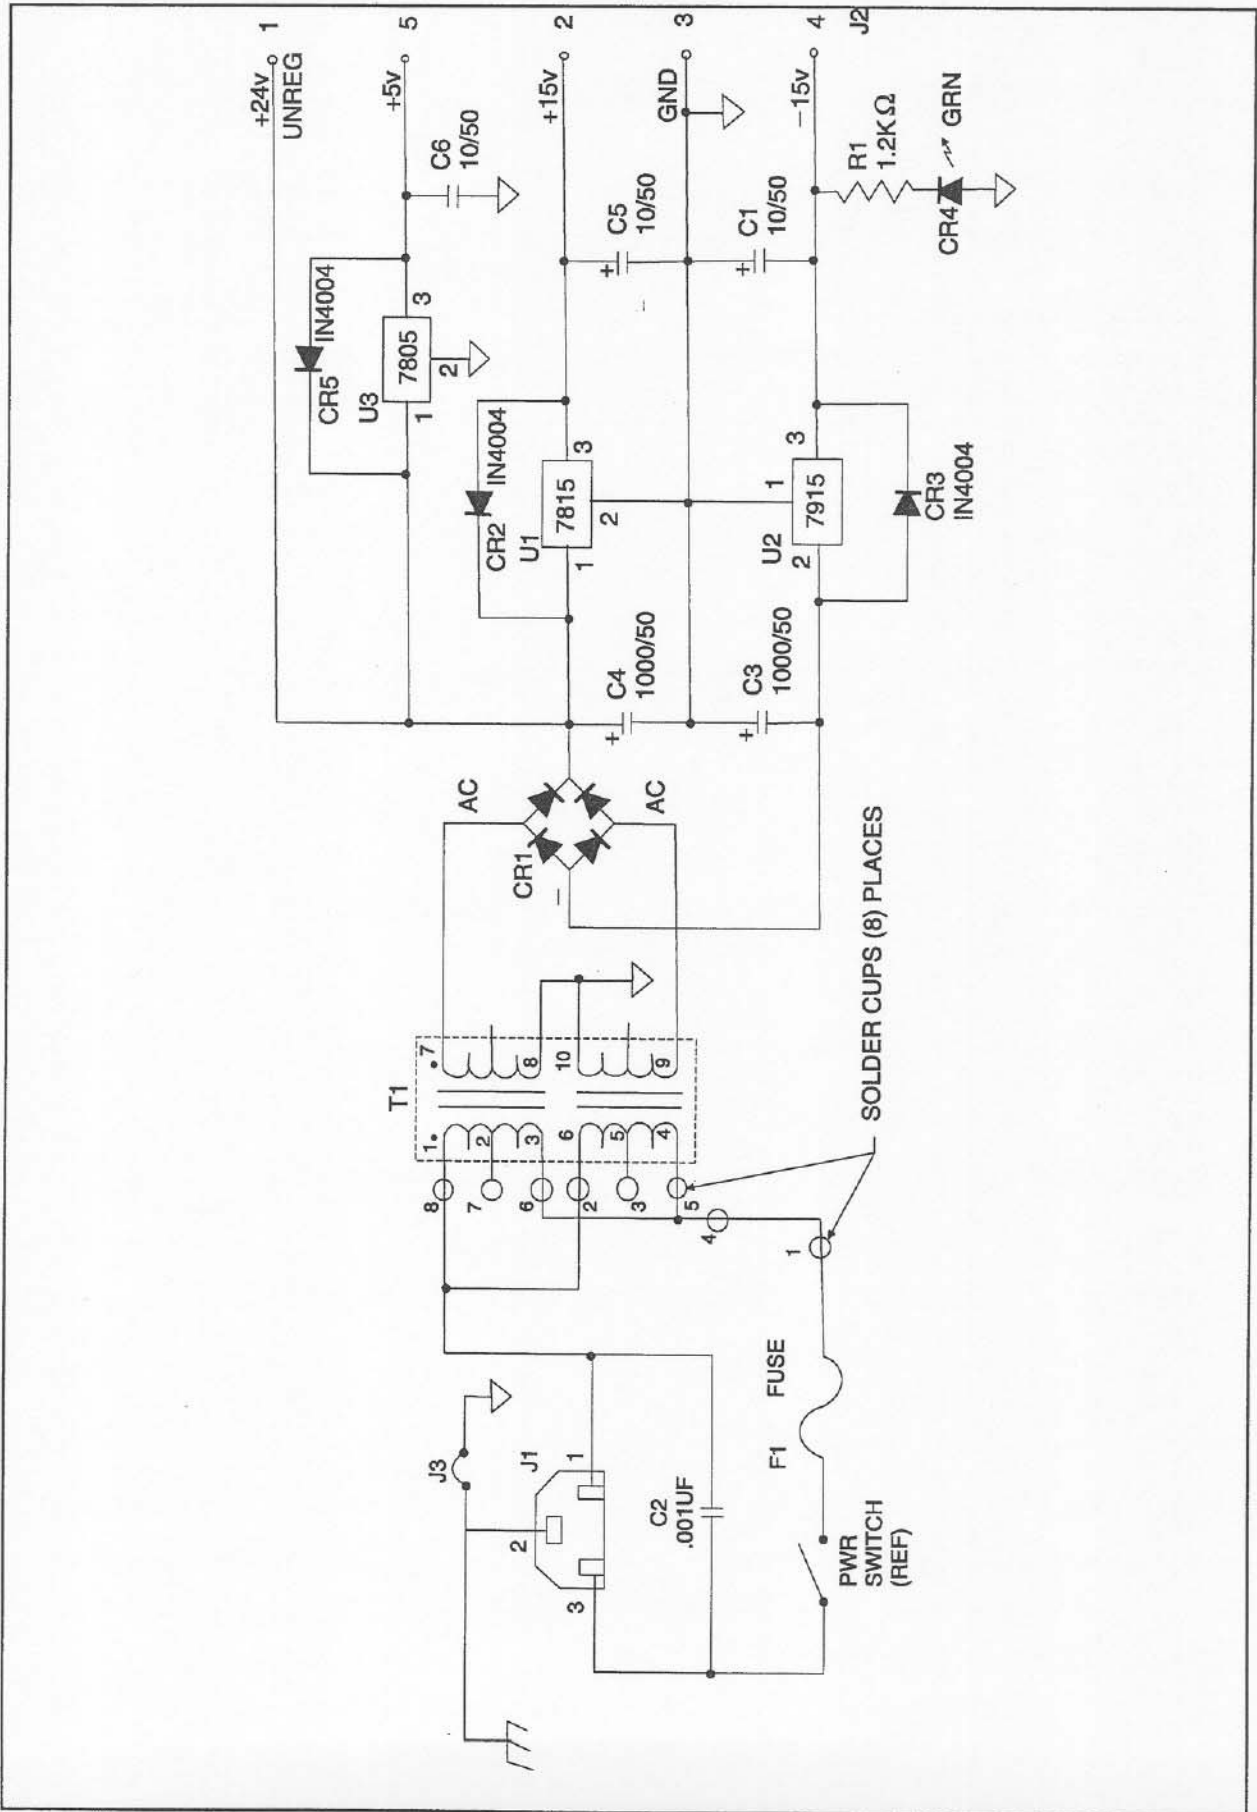 +24v 1
UNREG
+5v 5
C6
10/50
IN4004
CR5
U3
7805
1
2
3
+15v 2
C5
+
10/50
IN4004
CR2
U1
7815
1
2
3
GND 3
C4
+
1000/50
C1
+
10/50
C3
+
1000/50
−15v 4
J2
R1
1.2KΩ
CR4
GRN
U2
7915
1
2
3
CR3
IN4004
AC
AC
CR1
−
T1
1
2
3
6
5
4
7
8
10
9
8
7
6
2
3
5
4
1
SOLDER CUPS (8) PLACES
J3
J1
1
2
3
C2
.001UF
F1 FUSE
PWR
SWITCH
(REF)